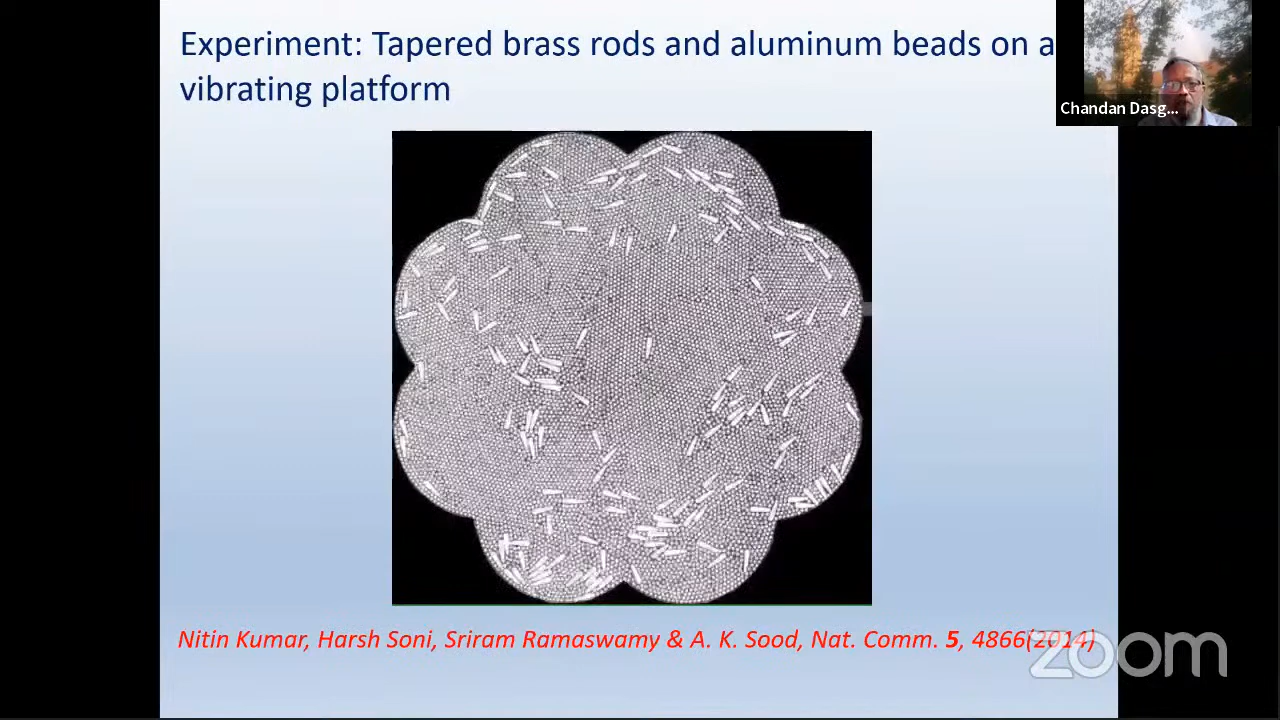 Experiment: Tapered brass rods and aluminum beads on a
vibrating platform
Chandan Dasg...
Nitin Kumar, Harsh Soni, Sriram Ramaswamy & A. K. Sood, Nat. Comm. 5, 4866(2014)
zoom